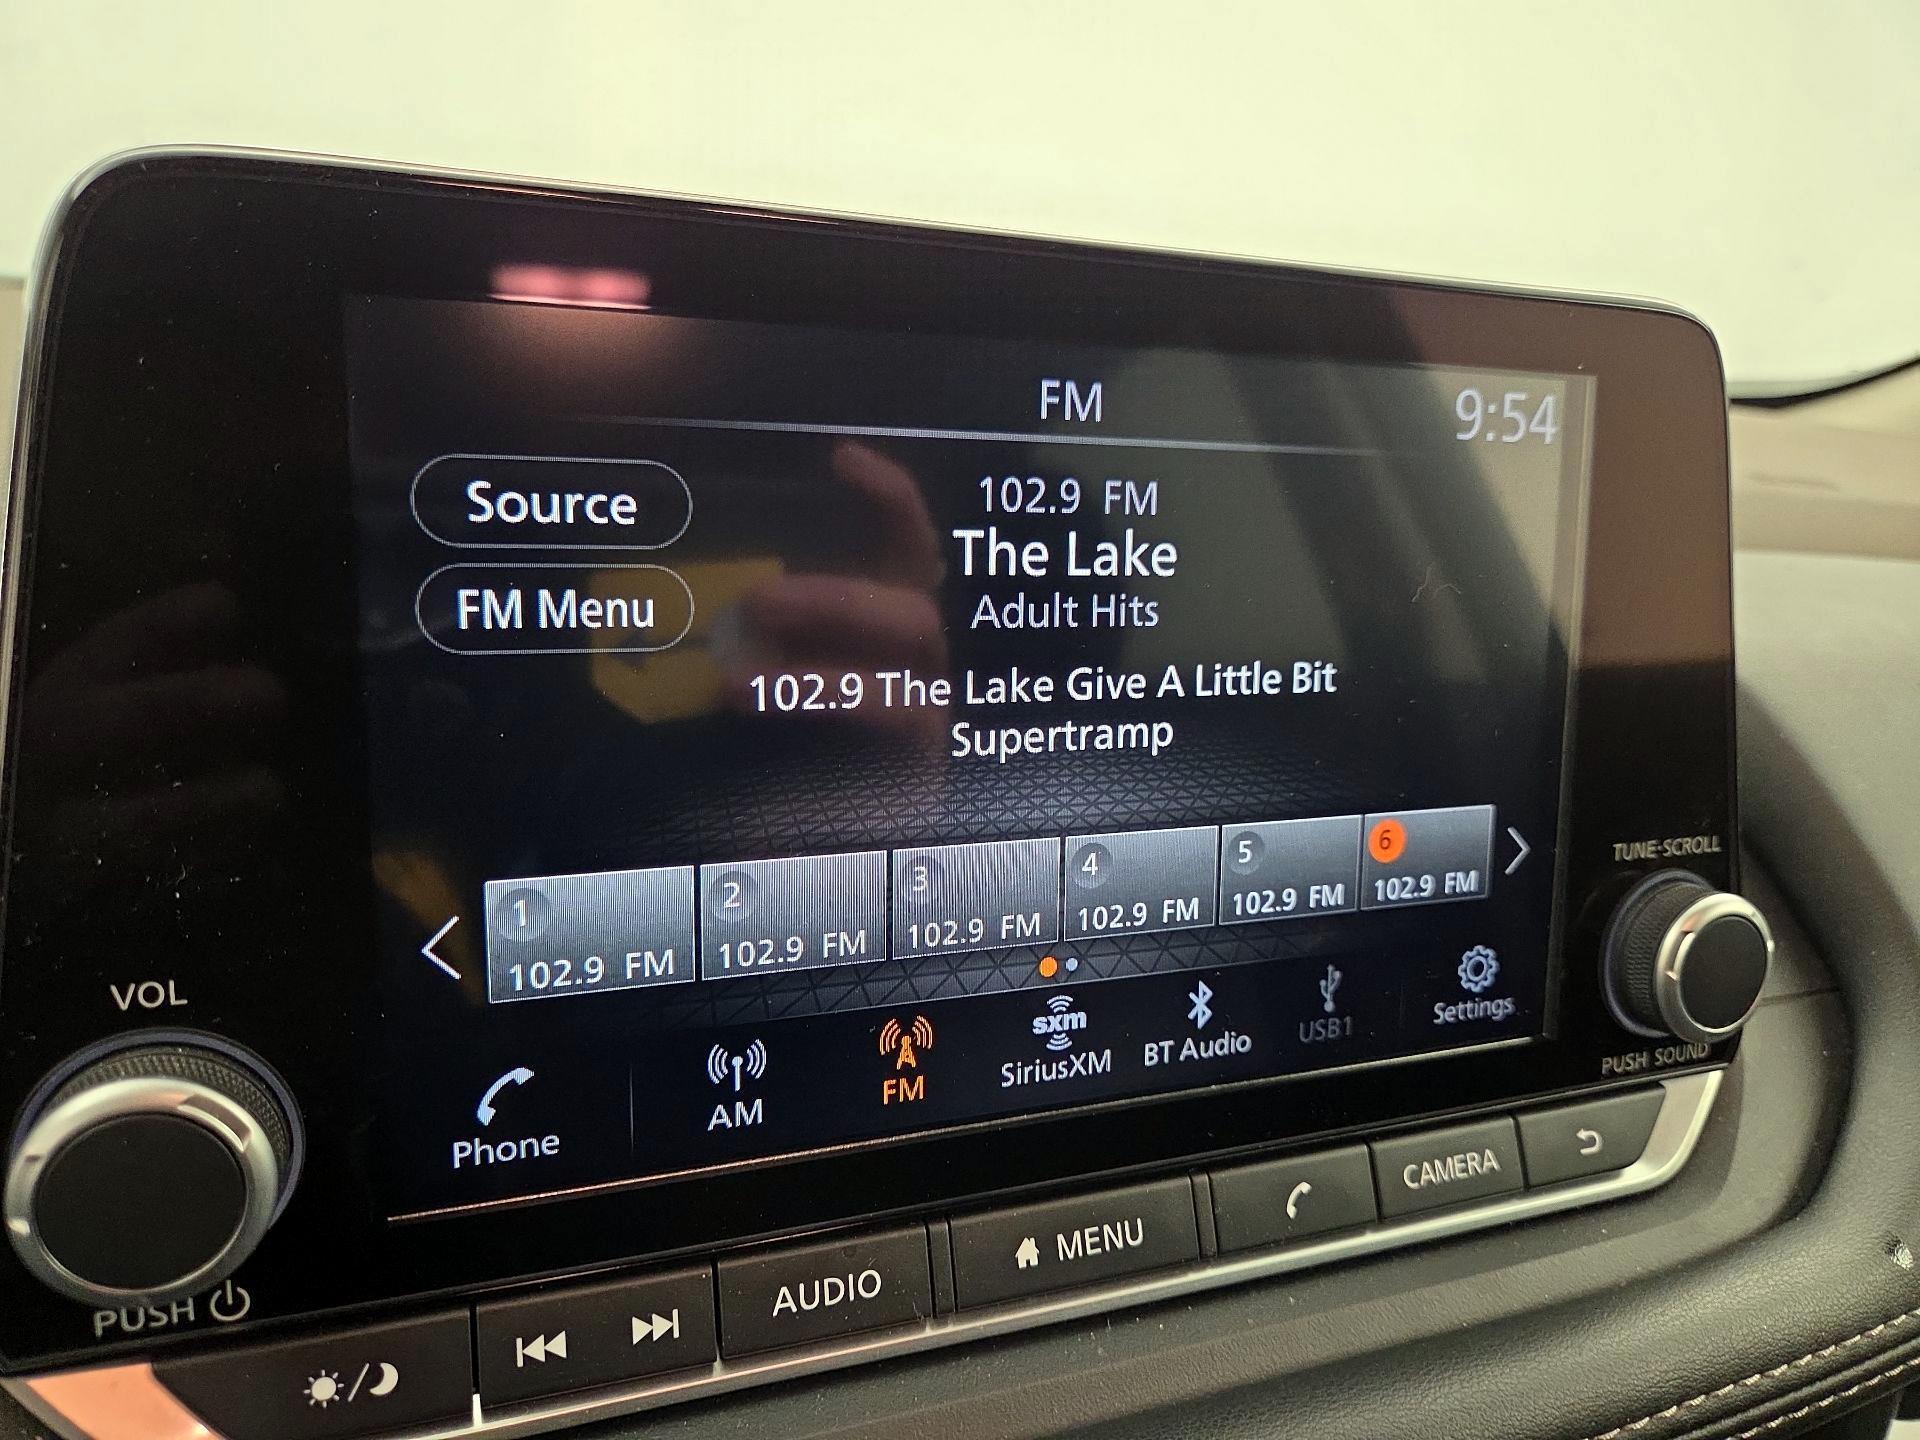 FM
9:54
Source
102.9 FM
The Lake
FM Menu
Adult Hits
102.9 The Lake Give A Little Bit
Supertramp
1
102.9 FM
2
102.9 FM
3
102.9 FM
4
102.9 FM
5
102.9 FM
6
102.9 FM
TUNE·SCROLL
PUSH SOUND
VOL
PUSH
Phone
AM
FM
sxm
SiriusXM
BT Audio
USB1
Settings
AUDIO
MENU
CAMERA